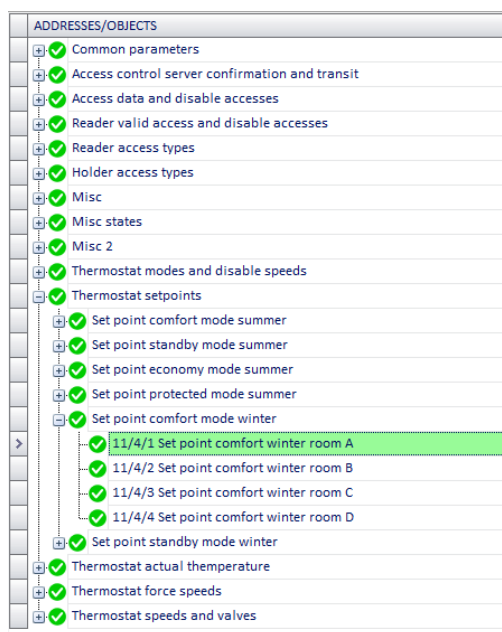 ADDRESSES/OBJECTS
Common parameters
Access control server confirmation and transit
Access data and disable accesses
Reader valid access and disable accesses
Reader access types
Holder access types
Misc
Misc states
Misc 2
Thermostat modes and disable speeds
Thermostat setpoints
Set point comfort mode summer
Set point standby mode summer
Set point economy mode summer
Set point protected mode summer
Set point comfort mode winter
11/4/1 Set point comfort winter room A
11/4/2 Set point comfort winter room B
11/4/3 Set point comfort winter room C
11/4/4 Set point comfort winter room D
Set point standby mode winter
Thermostat actual themperature
Thermostat force speeds
Thermostat speeds and valves